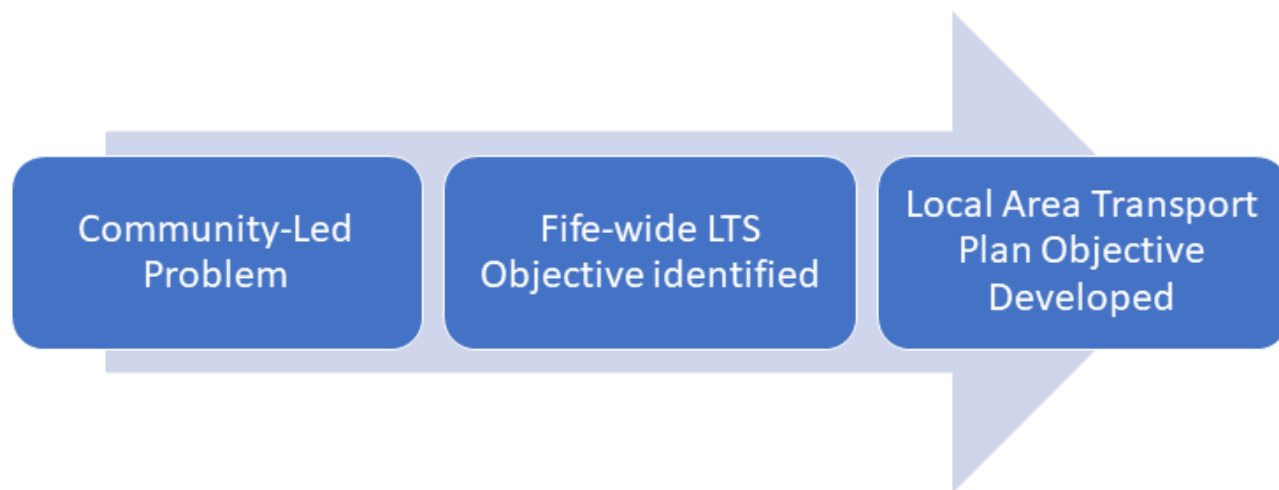 Community-Led
Problem
Fife-wide LTS
Objective identified
Local Area Transport
Plan Objective
Developed